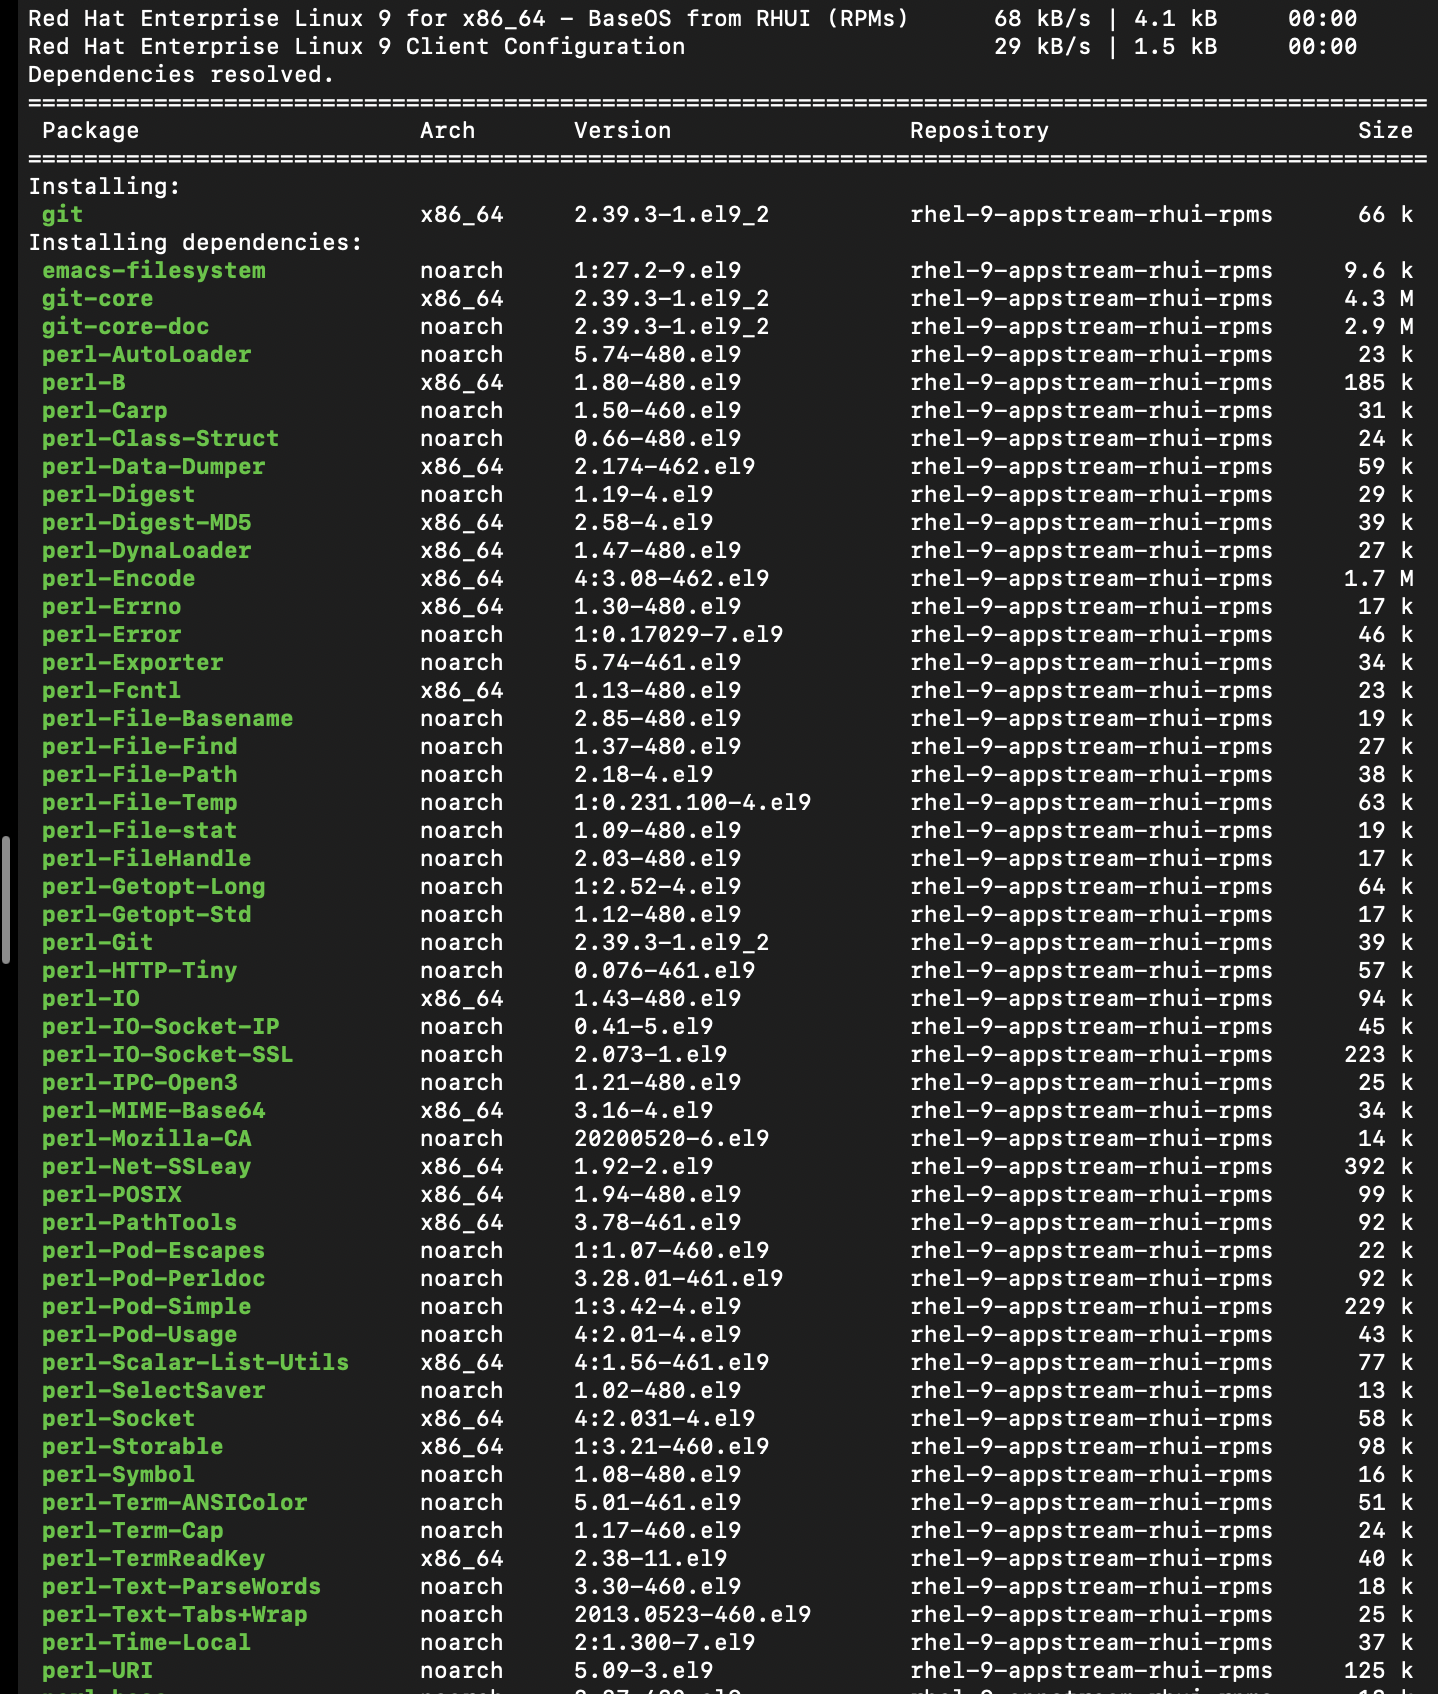 Red Hat Enterprise Linux 9 for x86_64 - BaseOS from RHUI (RPMs)      68 kB/s | 4.1 kB     00:00
Red Hat Enterprise Linux 9 Client Configuration                      29 kB/s | 1.5 kB     00:00
Dependencies resolved.
====================================================================================================
 Package                    Arch       Version                 Repository                      Size
====================================================================================================
Installing:
 git                        x86_64     2.39.3-1.el9_2          rhel-9-appstream-rhui-rpms      66 k
Installing dependencies:
 emacs-filesystem           noarch     1:27.2-9.el9            rhel-9-appstream-rhui-rpms     9.6 k
 git-core                   x86_64     2.39.3-1.el9_2          rhel-9-appstream-rhui-rpms     4.3 M
 git-core-doc               noarch     2.39.3-1.el9_2          rhel-9-appstream-rhui-rpms     2.9 M
 perl-AutoLoader            noarch     5.74-480.el9            rhel-9-appstream-rhui-rpms      23 k
 perl-B                     x86_64     1.80-480.el9            rhel-9-appstream-rhui-rpms     185 k
 perl-Carp                  noarch     1.50-460.el9            rhel-9-appstream-rhui-rpms      31 k
 perl-Class-Struct          noarch     0.66-480.el9            rhel-9-appstream-rhui-rpms      24 k
 perl-Data-Dumper           x86_64     2.174-462.el9           rhel-9-appstream-rhui-rpms      59 k
 perl-Digest                noarch     1.19-4.el9              rhel-9-appstream-rhui-rpms      29 k
 perl-Digest-MD5            x86_64     2.58-4.el9              rhel-9-appstream-rhui-rpms      39 k
 perl-DynaLoader            x86_64     1.47-480.el9            rhel-9-appstream-rhui-rpms      27 k
 perl-Encode                x86_64     4:3.08-462.el9          rhel-9-appstream-rhui-rpms     1.7 M
 perl-Errno                 x86_64     1.30-480.el9            rhel-9-appstream-rhui-rpms      17 k
 perl-Error                 noarch     1:0.17029-7.el9         rhel-9-appstream-rhui-rpms      46 k
 perl-Exporter              noarch     5.74-461.el9            rhel-9-appstream-rhui-rpms      34 k
 perl-Fcntl                 x86_64     1.13-480.el9            rhel-9-appstream-rhui-rpms      23 k
 perl-File-Basename         noarch     2.85-480.el9            rhel-9-appstream-rhui-rpms      19 k
 perl-File-Find             noarch     1.37-480.el9            rhel-9-appstream-rhui-rpms      27 k
 perl-File-Path             noarch     2.18-4.el9              rhel-9-appstream-rhui-rpms      38 k
 perl-File-Temp             noarch     1:0.231.100-4.el9       rhel-9-appstream-rhui-rpms      63 k
 perl-File-stat             noarch     1.09-480.el9            rhel-9-appstream-rhui-rpms      19 k
 perl-FileHandle            noarch     2.03-480.el9            rhel-9-appstream-rhui-rpms      17 k
 perl-Getopt-Long           noarch     1:2.52-4.el9            rhel-9-appstream-rhui-rpms      64 k
 perl-Getopt-Std            noarch     1.12-480.el9            rhel-9-appstream-rhui-rpms      17 k
 perl-Git                   noarch     2.39.3-1.el9_2          rhel-9-appstream-rhui-rpms      39 k
 perl-HTTP-Tiny             noarch     0.076-461.el9           rhel-9-appstream-rhui-rpms      57 k
 perl-IO                    x86_64     1.43-480.el9            rhel-9-appstream-rhui-rpms      94 k
 perl-IO-Socket-IP          noarch     0.41-5.el9              rhel-9-appstream-rhui-rpms      45 k
 perl-IO-Socket-SSL         noarch     2.073-1.el9             rhel-9-appstream-rhui-rpms     223 k
 perl-IPC-Open3             noarch     1.21-480.el9            rhel-9-appstream-rhui-rpms      25 k
 perl-MIME-Base64           x86_64     3.16-4.el9              rhel-9-appstream-rhui-rpms      34 k
 perl-Mozilla-CA            noarch     20200520-6.el9          rhel-9-appstream-rhui-rpms      14 k
 perl-Net-SSLeay            x86_64     1.92-2.el9              rhel-9-appstream-rhui-rpms     392 k
 perl-POSIX                 x86_64     1.94-480.el9            rhel-9-appstream-rhui-rpms      99 k
 perl-PathTools             x86_64     3.78-461.el9            rhel-9-appstream-rhui-rpms      92 k
 perl-Pod-Escapes           noarch     1:1.07-460.el9          rhel-9-appstream-rhui-rpms      22 k
 perl-Pod-Perldoc           noarch     3.28.01-461.el9         rhel-9-appstream-rhui-rpms      92 k
 perl-Pod-Simple            noarch     1:3.42-4.el9            rhel-9-appstream-rhui-rpms     229 k
 perl-Pod-Usage             noarch     4:2.01-4.el9            rhel-9-appstream-rhui-rpms      43 k
 perl-Scalar-List-Utils     x86_64     4:1.56-461.el9          rhel-9-appstream-rhui-rpms      77 k
 perl-SelectSaver           noarch     1.02-480.el9            rhel-9-appstream-rhui-rpms      13 k
 perl-Socket                x86_64     4:2.031-4.el9           rhel-9-appstream-rhui-rpms      58 k
 perl-Storable              x86_64     1:3.21-460.el9          rhel-9-appstream-rhui-rpms      98 k
 perl-Symbol                noarch     1.08-480.el9            rhel-9-appstream-rhui-rpms      16 k
 perl-Term-ANSIColor        noarch     5.01-461.el9            rhel-9-appstream-rhui-rpms      51 k
 perl-Term-Cap              noarch     1.17-460.el9            rhel-9-appstream-rhui-rpms      24 k
 perl-TermReadKey           x86_64     2.38-11.el9             rhel-9-appstream-rhui-rpms      40 k
 perl-Text-ParseWords       noarch     3.30-460.el9            rhel-9-appstream-rhui-rpms      18 k
 perl-Text-Tabs+Wrap        noarch     2013.0523-460.el9       rhel-9-appstream-rhui-rpms      25 k
 perl-Time-Local            noarch     2:1.300-7.el9           rhel-9-appstream-rhui-rpms      37 k
 perl-URI                   noarch     5.09-3.el9              rhel-9-appstream-rhui-rpms     125 k